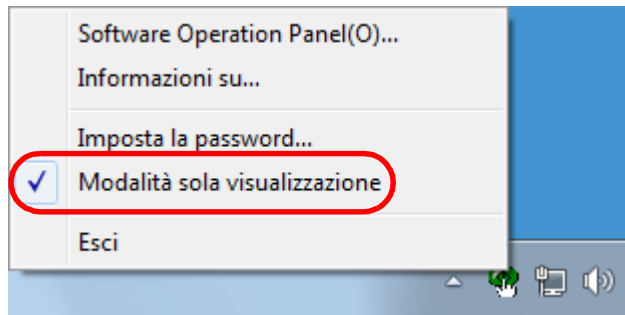 Software Operation Panel(O)...
Informazioni su...
Imposta la password...
Modalità sola visualizzazione
Esci